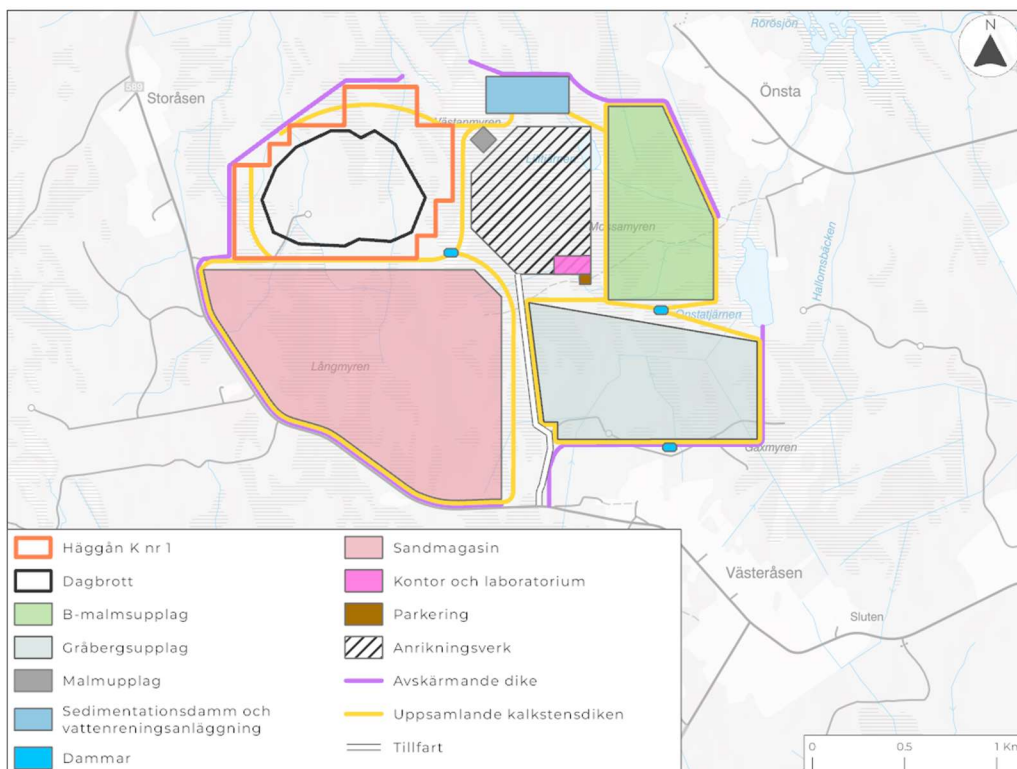 N
Rörösjön
Önsta
Storåsen
Västanmyren
Mossamyren
Hallomsbäcken
Önstatjärnen
Långmyren
Gåxmyren
Västeråsen
Sluten
Häggån K nr 1
Dagbrott
B-malmsupplag
Gråbergsupplag
Malmupplag
Sedimentationsdamm och
vattenreningsanläggning
Dammar
Sandmagasin
Kontor och laboratorium
Parkering
Anrikningsverk
Avskärmande dike
Uppsamlande kalkstensdiken
Tillfart
0 0.5 1 Km